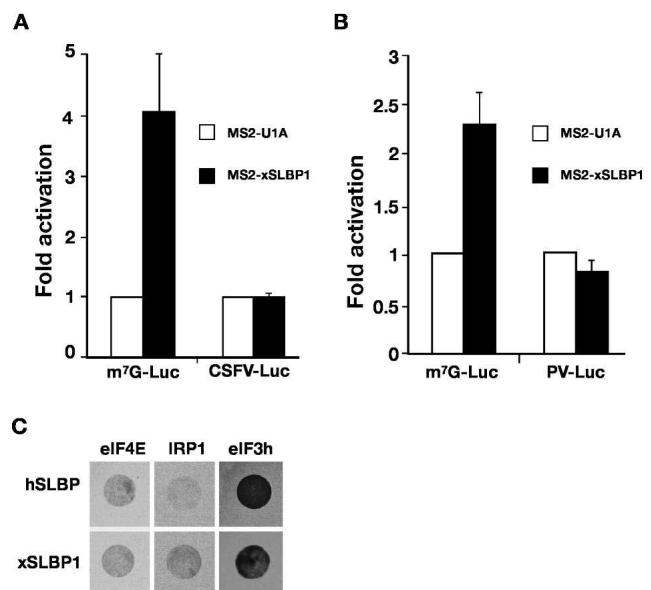 A
Fold activation
5
4
3
2
1
0
MS2-U1A
MS2-xSLBP1
m⁷G-Luc CSFV-Luc
B
Fold activation
3
2.5
2
1.5
1
0.5
0
MS2-U1A
MS2-xSLBP1
m⁷G-Luc PV-Luc
C
eIF4E IRP1 eIF3h
hSLBP
xSLBP1